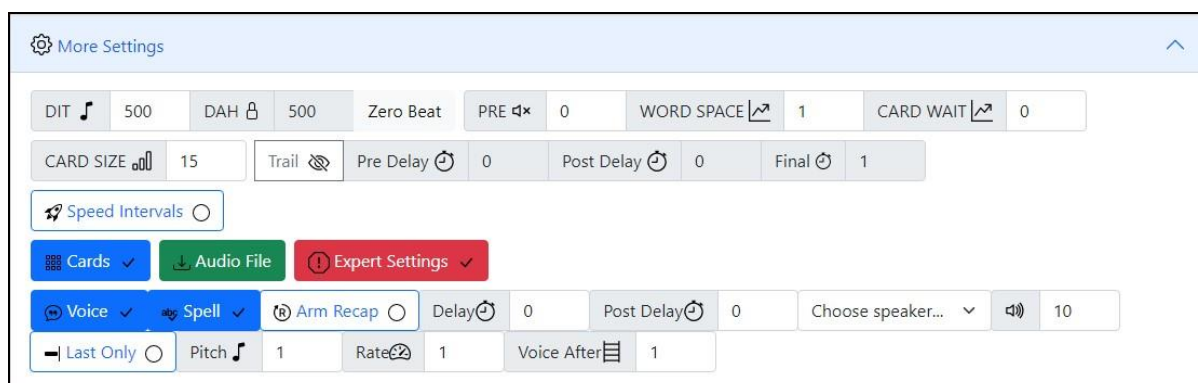 More Settings
DIT 500 DAH 500 Zero Beat PRE 0 WORD SPACE 1 CARD WAIT 0
CARD SIZE 15 Trail Pre Delay 0 Post Delay 0 Final 1
Speed Intervals
Cards Audio File Expert Settings
Voice abc Spell R Arm Recap Delay 0 Post Delay 0 Choose speaker... 10
Last Only Pitch 1 Rate 1 Voice After 1